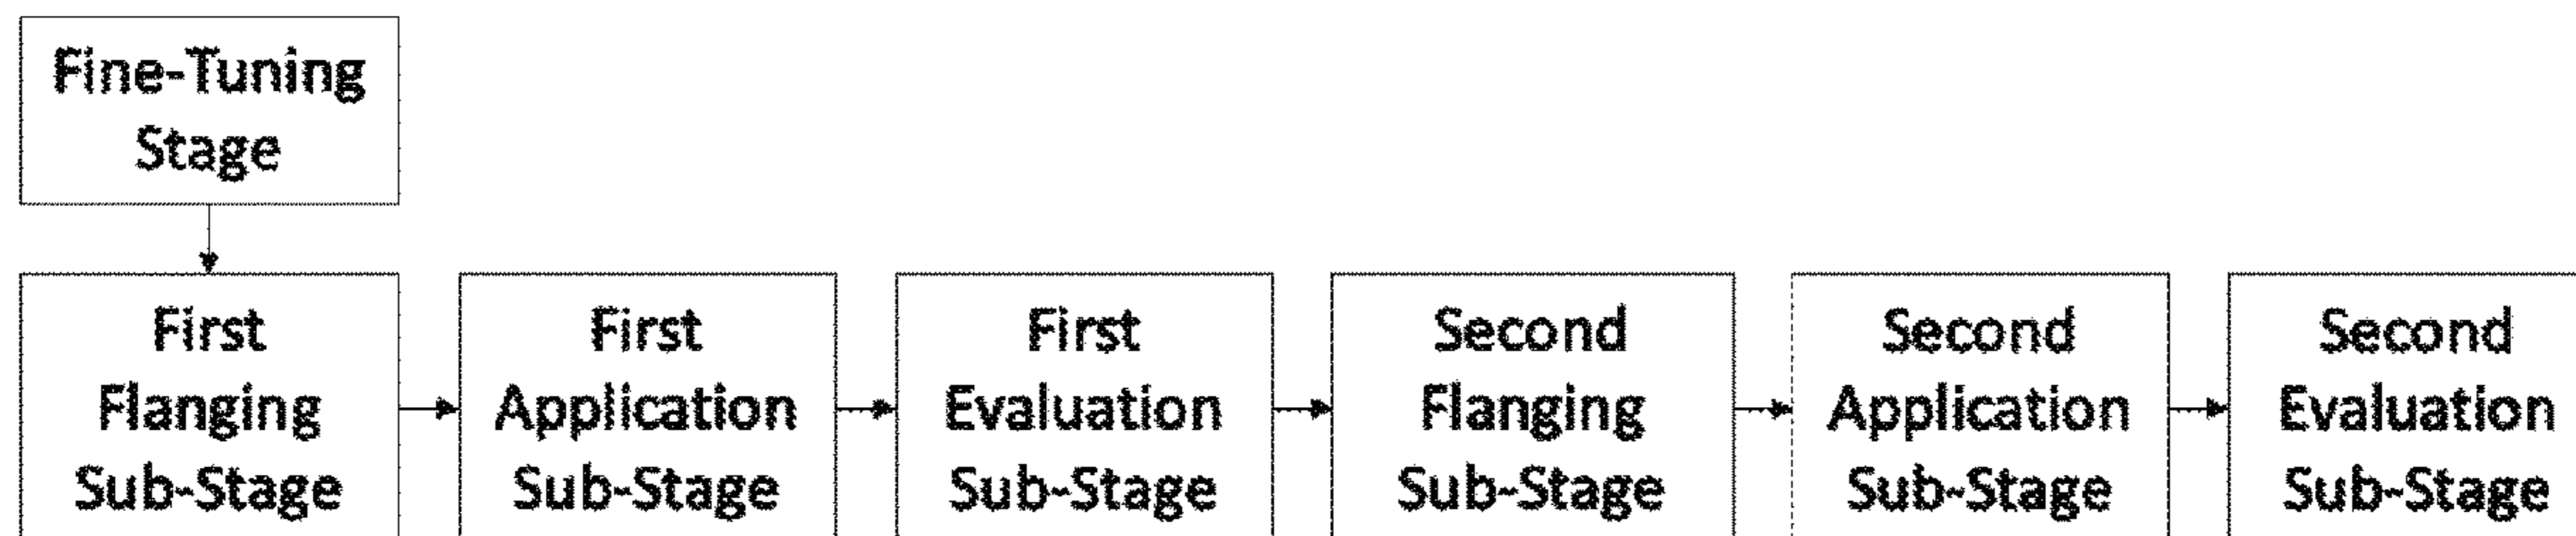 Fine-Tuning
Stage
First
Flanging
Sub-Stage
First
Application
Sub-Stage
First
Evaluation
Sub-Stage
Second
Flanging
Sub-Stage
Second
Application
Sub-Stage
Second
Evaluation
Sub-Stage